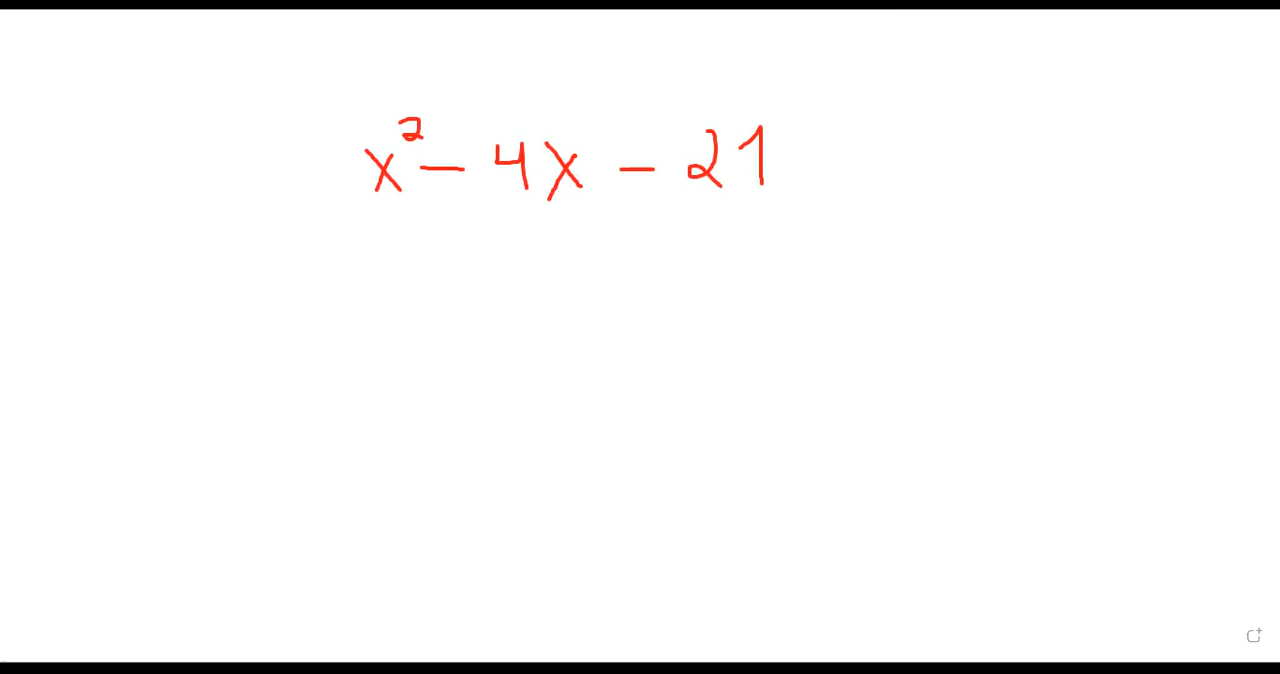 x² - 4x - 21